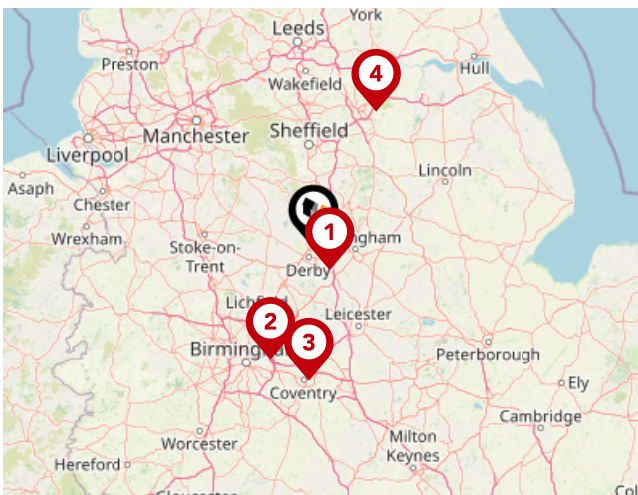 York
Leeds
Preston
Wakefield
4
Hull
Manchester
Sheffield
Liverpool
Lincoln
Asaph
Chester
Wrexham
1
ngham
Stoke-on-
Trent
Derby
Lichf
2
Leicester
3
Birming
Peterborough
Coventry
Ely
Cambridge
Worcester
Milton
Keynes
Hereford